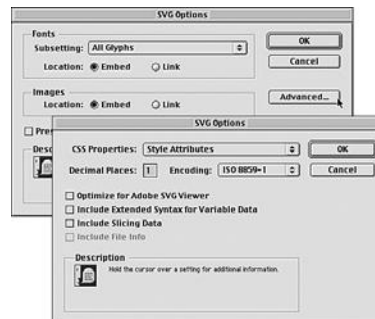 SVG Options
Fonts
Subsetting: All Glyphs
OK
Location: Embed Link
Cancel
Images
Location: Embed Link
Advanced...
SVG Options
CSS Properties: Style Attributes
OK
Decimal Places: 1 Encoding: ISO 8859-1
Cancel
Optimize for Adobe SVG Viewer
Include Extended Syntax for Variable Data
Include Slicing Data
Include File Info
Description
Hold the cursor over a setting for additional information.